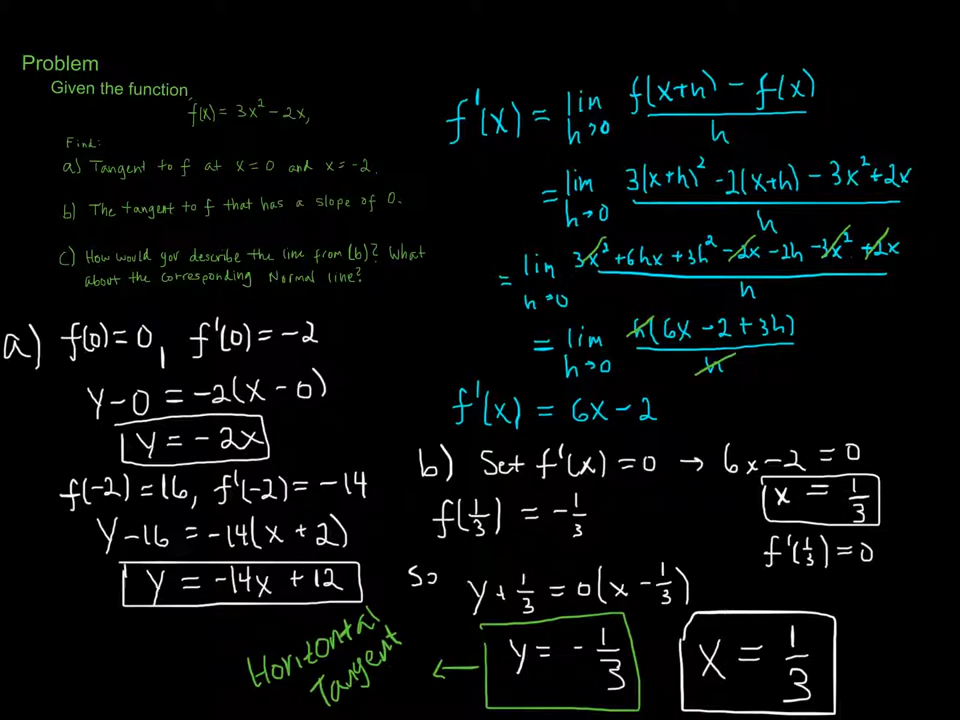 Problem
Given the function
f(x) = 3x² - 2x,
Find:
a) Tangent to f at x=0 and x=-2.
b) The tangent to f that has a slope of 0.
c) How would you describe the line from (b)? What
about the corresponding Normal line?
f'(x) = lim h→0 (f(x+h) - f(x)) / h
= lim h→0 (3(x+h)² - 2(x+h) - 3x² + 2x) / h
= lim h→0 (3x² + 6hx + 3h² - 2x - 2h - 3x² + 2x) / h
= lim h→0 h(6x - 2 + 3h) / h
f'(x) = 6x - 2
a) f(0) = 0, f'(0) = -2
y - 0 = -2(x - 0)
y = -2x
f(-2) = 16, f'(-2) = -14
y - 16 = -14(x + 2)
y = -14x + 12
b) Set f'(x) = 0 → 6x - 2 = 0
x = 1/3
f(1/3) = -1/3
f'(1/3) = 0
so y + 1/3 = 0(x - 1/3)
Horizontal
Tangent
← y = -1/3
x = 1/3